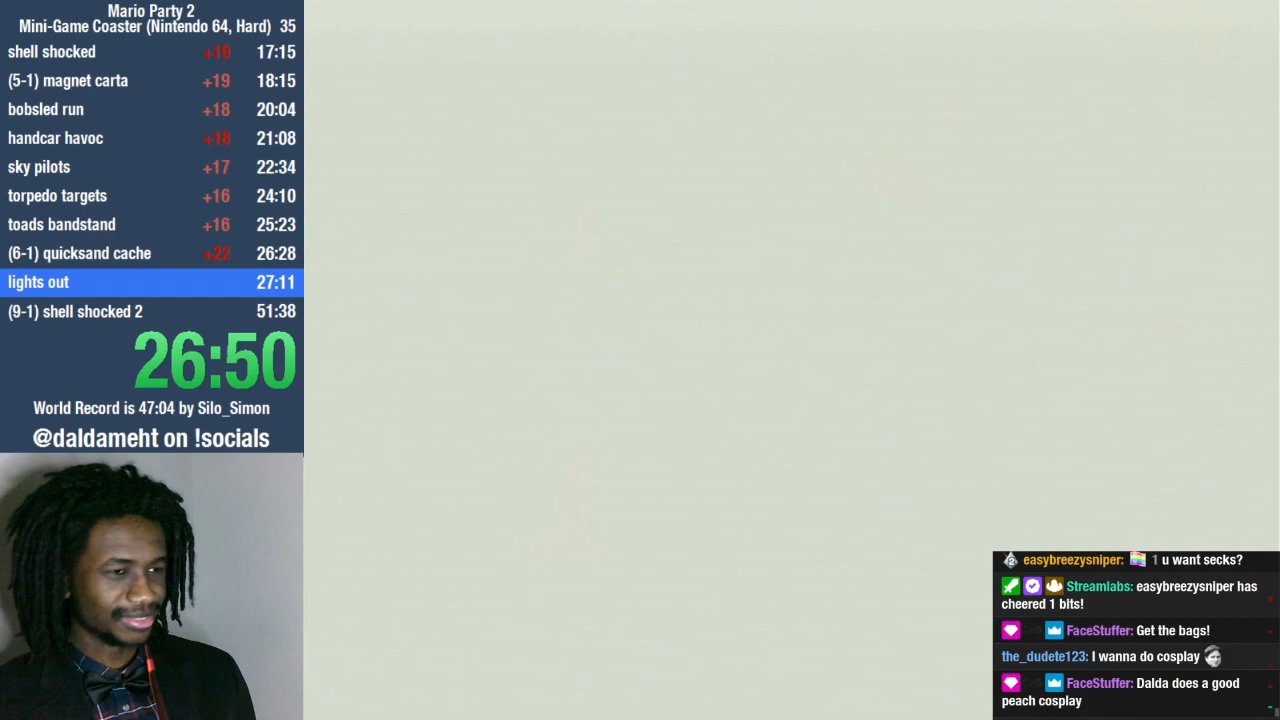 Mario Party 2
Mini-Game Coaster (Nintendo 64, Hard) 35
shell shocked +19 17:15
(5-1) magnet carta +19 18:15
bobsled run +18 20:04
handcar havoc +18 21:08
sky pilots +17 22:34
torpedo targets +16 24:10
toads bandstand +16 25:23
(6-1) quicksand cache +22 26:28
lights out 27:11
(9-1) shell shocked 2 51:38
26:50
World Record is 47:04 by Silo_Simon
@daldameht on !socials
2 easybreezysniper: 1 u want secks?
Streamlabs: easybreezysniper has
cheered 1 bits!
FaceStuffer: Get the bags!
the_dudete123: I wanna do cosplay
FaceStuffer: Dalda does a good
peach cosplay